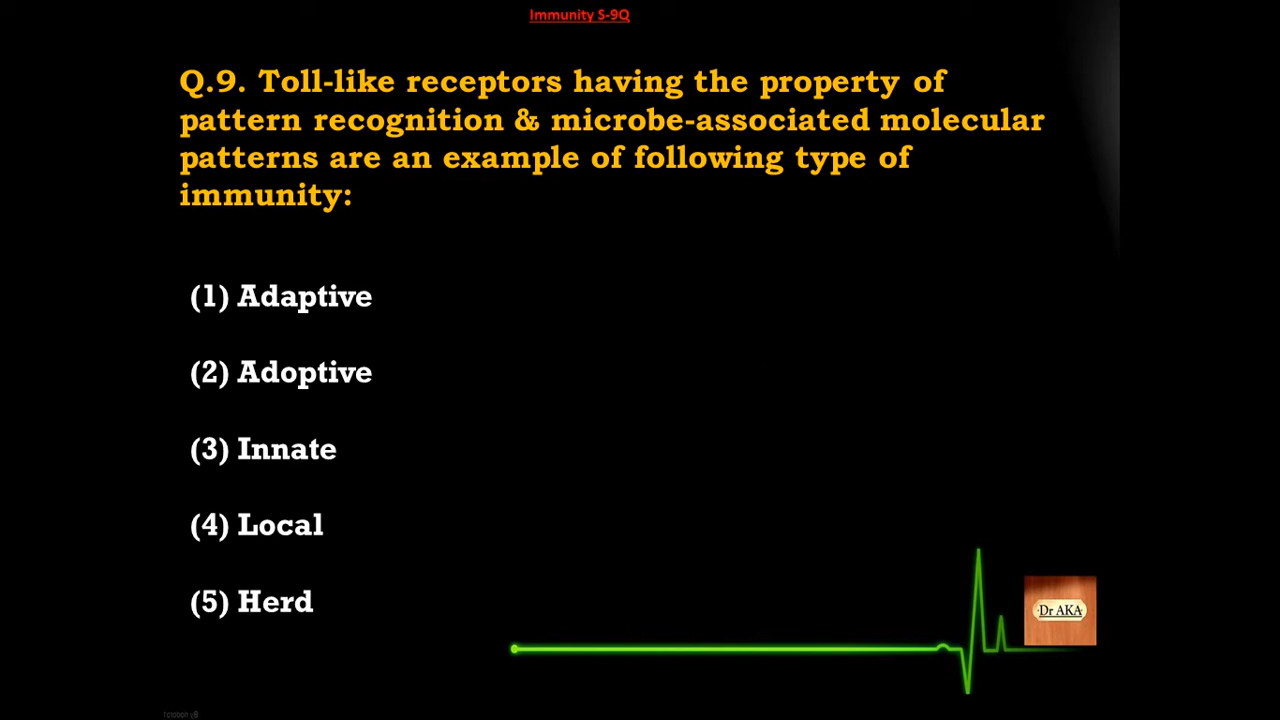 Immunity S-9Q
Q.9. Toll-like receptors having the property of
pattern recognition & microbe-associated molecular
patterns are an example of following type of
immunity:
(1) Adaptive
(2) Adoptive
(3) Innate
(4) Local
(5) Herd
Dr AKA